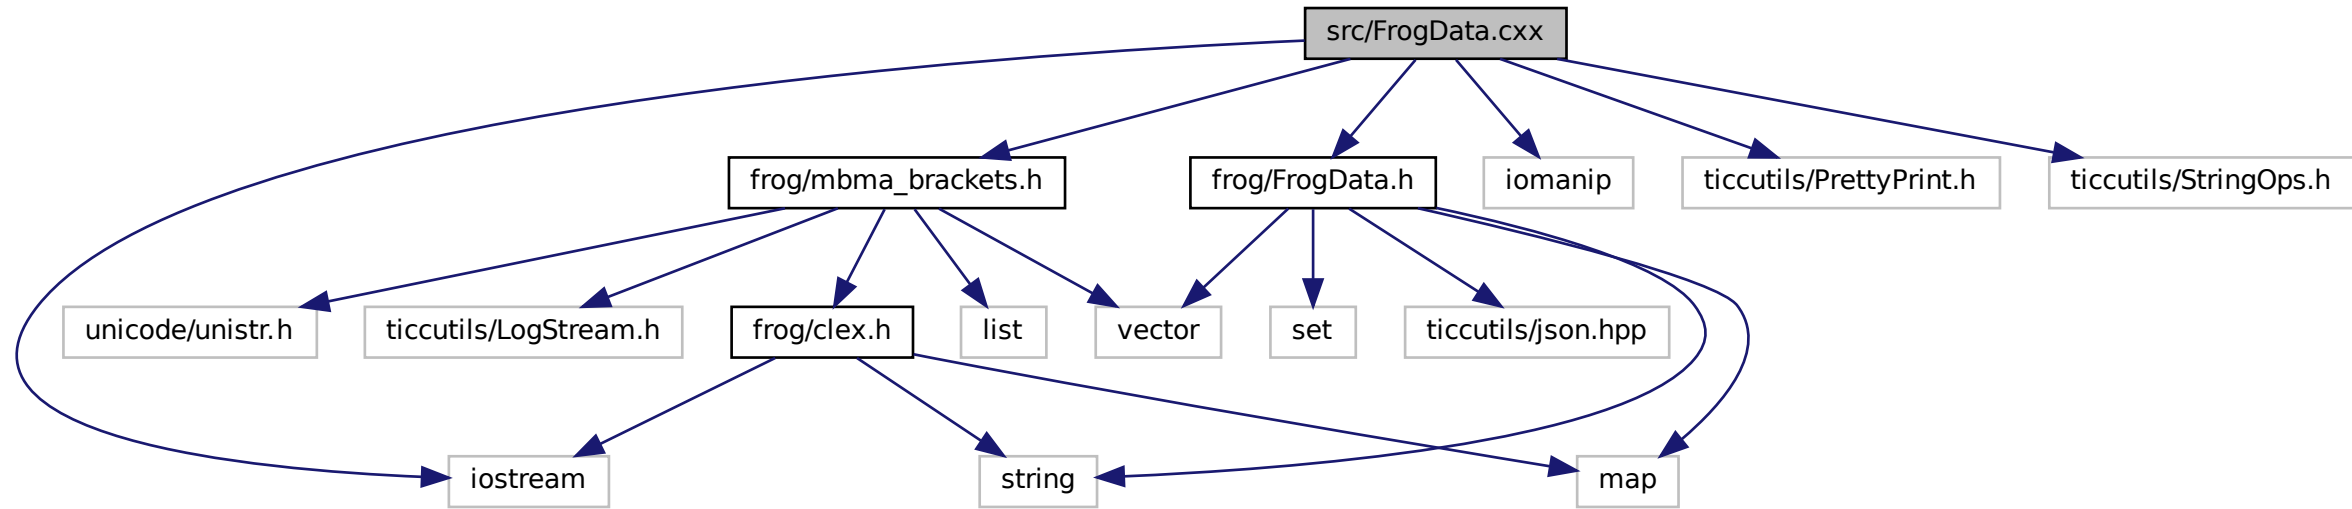 src/FrogData.cxx
frog/mbma_brackets.h
frog/FrogData.h
iomanip
ticcutils/PrettyPrint.h
ticcutils/StringOps.h
unicode/unistr.h
ticcutils/LogStream.h
frog/clex.h
list
vector
set
ticcutils/json.hpp
iostream
string
map